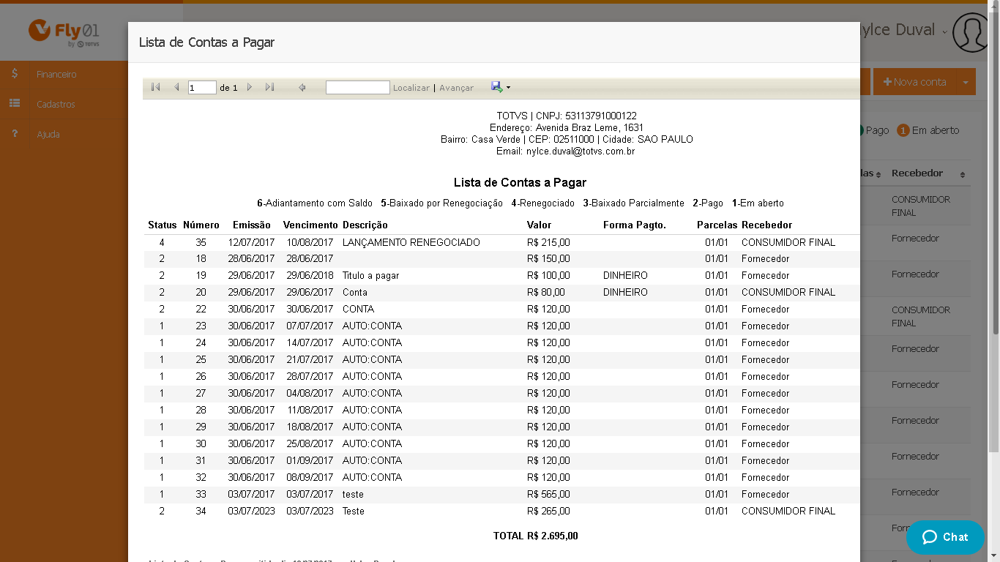 Fly01
by TOTVS
Financeiro
Cadastros
Ajuda
Lista de Contas a Pagar
ylce Duval
Nova conta
Pago 1 Em aberto
las Recebedor
CONSUMIDOR
FINAL
Fornecedor
Fornecedor
CONSUMIDOR
FINAL
Fornecedor
Fornecedor
Fornecedor
Fornecedor
Fornecedor
1 de 1 Localizar | Avançar
TOTVS | CNPJ: 53113791000122
Endereço: Avenida Braz Leme, 1631
Bairro: Casa Verde | CEP: 02511000 | Cidade: SAO PAULO
Email: nylce.duval@totvs.com.br
Lista de Contas a Pagar
6-Adiantamento com Saldo 5-Baixado por Renegociação 4-Renegociado 3-Baixado Parcialmente 2-Pago 1-Em aberto
Status Número Emissão Vencimento Descrição Valor Forma Pagto. Parcelas Recebedor
4 35 12/07/2017 10/08/2017 LANÇAMENTO RENEGOCIADO R$ 215,00 01/01 CONSUMIDOR FINAL
2 18 28/06/2017 28/06/2017 R$ 150,00 01/01 Fornecedor
2 19 29/06/2017 29/06/2018 Titulo a pagar R$ 100,00 DINHEIRO 01/01 Fornecedor
2 20 29/06/2017 29/06/2017 Conta R$ 80,00 DINHEIRO 01/01 CONSUMIDOR FINAL
2 22 30/06/2017 30/06/2017 CONTA R$ 120,00 01/01 Fornecedor
1 23 30/06/2017 07/07/2017 AUTO:CONTA R$ 120,00 01/01 Fornecedor
1 24 30/06/2017 14/07/2017 AUTO:CONTA R$ 120,00 01/01 Fornecedor
1 25 30/06/2017 21/07/2017 AUTO:CONTA R$ 120,00 01/01 Fornecedor
1 26 30/06/2017 28/07/2017 AUTO:CONTA R$ 120,00 01/01 Fornecedor
1 27 30/06/2017 04/08/2017 AUTO:CONTA R$ 120,00 01/01 Fornecedor
1 28 30/06/2017 11/08/2017 AUTO:CONTA R$ 120,00 01/01 Fornecedor
1 29 30/06/2017 18/08/2017 AUTO:CONTA R$ 120,00 01/01 Fornecedor
1 30 30/06/2017 25/08/2017 AUTO:CONTA R$ 120,00 01/01 Fornecedor
1 31 30/06/2017 01/09/2017 AUTO:CONTA R$ 120,00 01/01 Fornecedor
1 32 30/06/2017 08/09/2017 AUTO:CONTA R$ 120,00 01/01 Fornecedor
1 33 03/07/2017 03/07/2017 teste R$ 565,00 01/01 Fornecedor
2 34 03/07/2023 03/07/2023 Teste R$ 265,00 01/01 CONSUMIDOR FINAL
TOTAL R$ 2.695,00
Chat